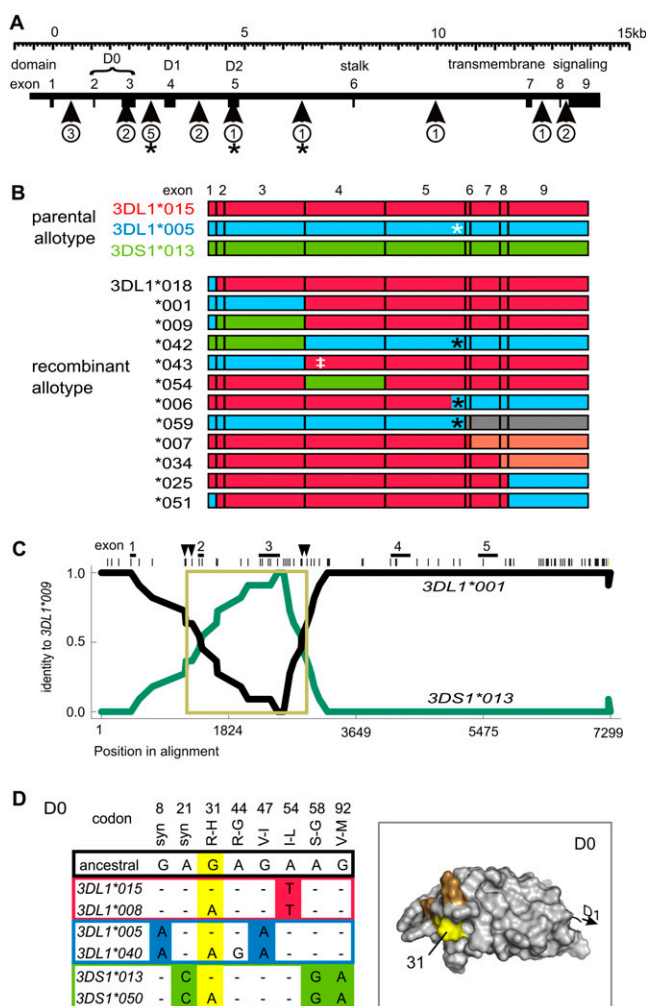 A
0 5 10 15kb
domain D0 D1 D2 stalk transmembrane signaling
exon 1 2 3 4 5 6 7 8 9
3 2 5 2 1 1 1 1 2
* * *
B
exon 1 2 3 4 5 6 7 8 9
parental allotype
3DL1*015
3DL1*005 *
3DS1*013
recombinant allotype
3DL1*018
*001
*009
*042 *
*043 ‡
*054
*006 *
*059 *
*007
*034
*025
*051
C
exon 1 2 3 4 5
identity to 3DL1*009
1.0
0.5
0.0
3DL1*001
3DS1*013
1 1824 3649 5475 7299
Position in alignment
D
D0 codon 8 21 31 44 47 54 58 92
syn syn R-H R-G V-I I-L S-G V-M
ancestral G A G A G A A G
3DL1*015 - - - - - T - -
3DL1*008 - - A - - T - -
3DL1*005 A - - - A - - -
3DL1*040 A - A G A - - -
3DS1*013 - C - - - - G A
3DS1*050 - C A - - - G A
D0
D1
31